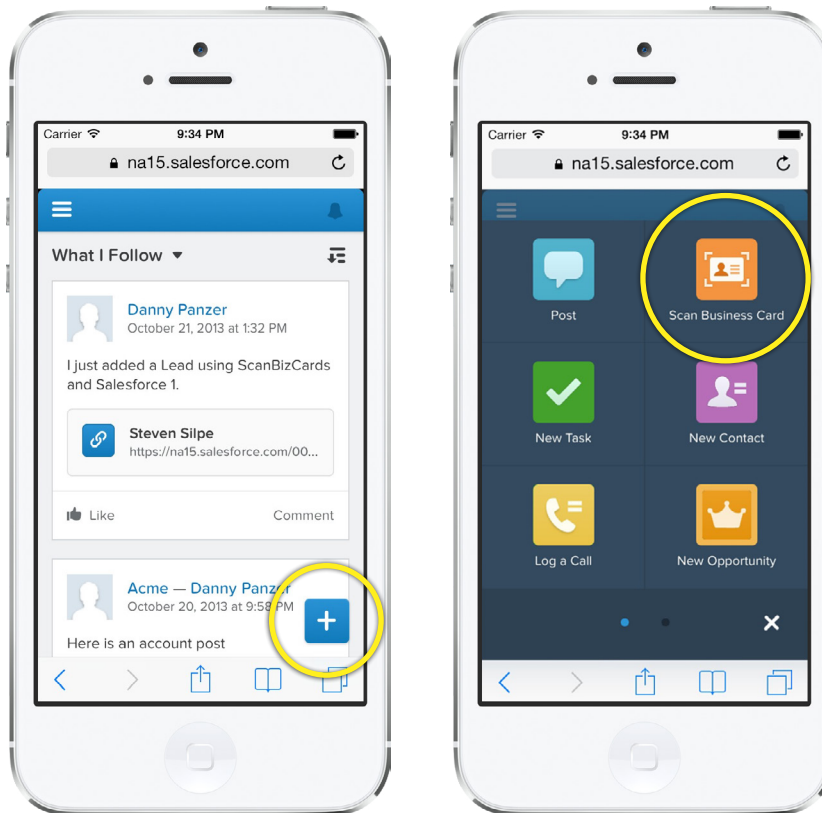 Carrier 9:34 PM
na15.salesforce.com
What I Follow
Danny Panzer
October 21, 2013 at 1:32 PM
I just added a Lead using ScanBizCards
and Salesforce 1.
Steven Silpe
https://na15.salesforce.com/00...
Like Comment
Acme — Danny Panzer
October 20, 2013 at 9:58 PM
Here is an account post
Carrier 9:34 PM
na15.salesforce.com
Post Scan Business Card
New Task New Contact
Log a Call New Opportunity